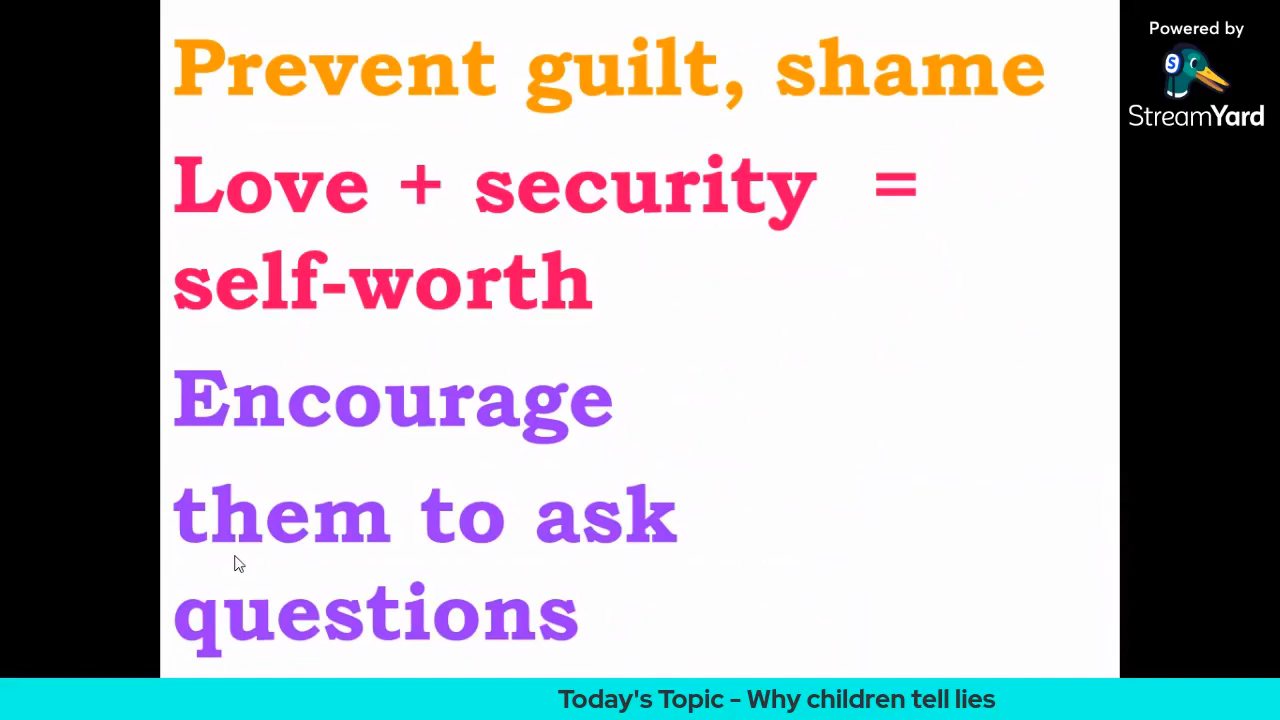 Prevent guilt, shame
Love + security =
self-worth
Encourage
them to ask
questions
Powered by
S
StreamYard
Today's Topic - Why children tell lies